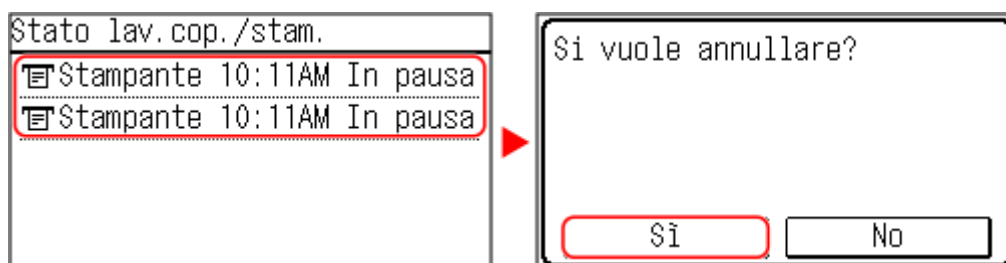 Stato lav.cop./stam.
Stampante 10:11AM In pausa
Stampante 10:11AM In pausa
Si vuole annullare?
Sì
No